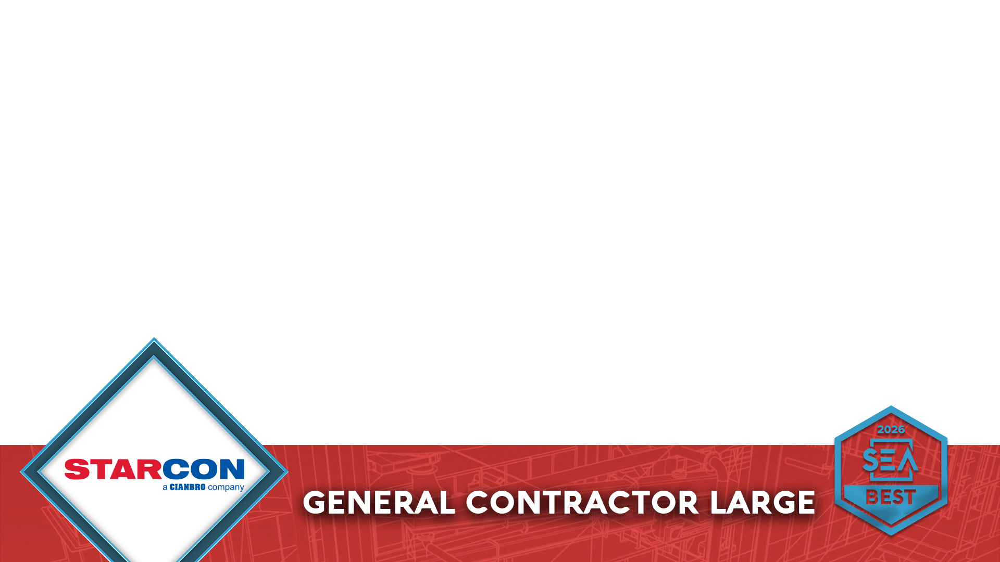 STARCON
a CIANBRO company
GENERAL CONTRACTOR LARGE
2026
SEA
BEST